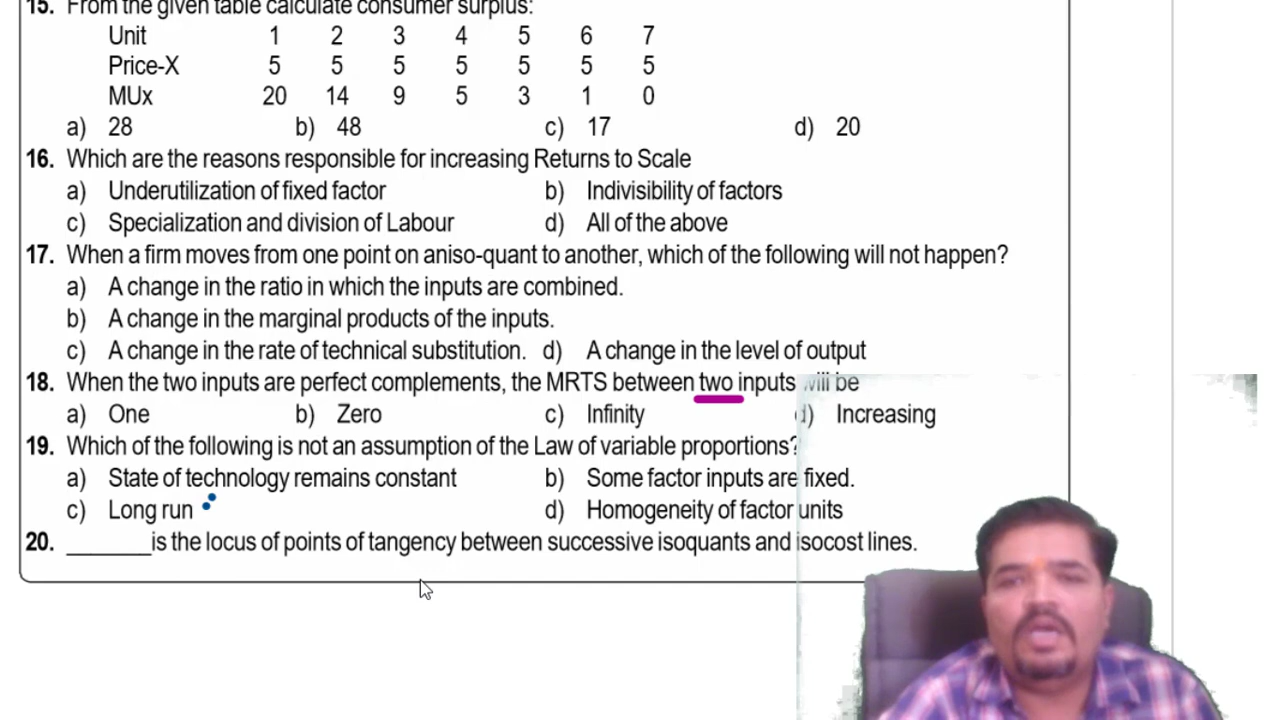 15. From the given table calculate consumer surplus:
Unit 1 2 3 4 5 6 7
Price-X 5 5 5 5 5 5 5
MUx 20 14 9 5 3 1 0
a) 28 b) 48 c) 17 d) 20
16. Which are the reasons responsible for increasing Returns to Scale
a) Underutilization of fixed factor b) Indivisibility of factors
c) Specialization and division of Labour d) All of the above
17. When a firm moves from one point on aniso-quant to another, which of the following will not happen?
a) A change in the ratio in which the inputs are combined.
b) A change in the marginal products of the inputs.
c) A change in the rate of technical substitution. d) A change in the level of output
18. When the two inputs are perfect complements, the MRTS between two inputs will be
a) One b) Zero c) Infinity d) Increasing
19. Which of the following is not an assumption of the Law of variable proportions?
a) State of technology remains constant b) Some factor inputs are fixed.
c) Long run d) Homogeneity of factor units
20. _______is the locus of points of tangency between successive isoquants and isocost lines.